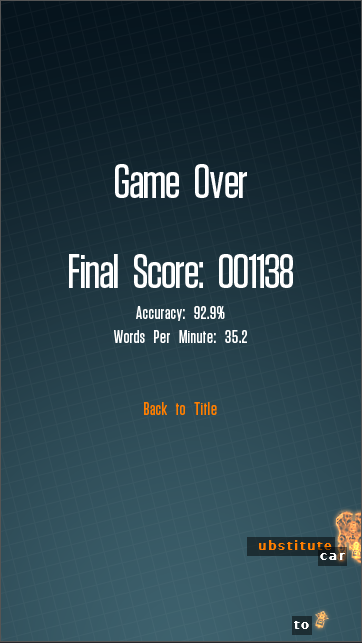 Game Over
Final Score: 001138
Accuracy: 92.9%
Words Per Minute: 35.2
Back to Title
ubstitute
car
to